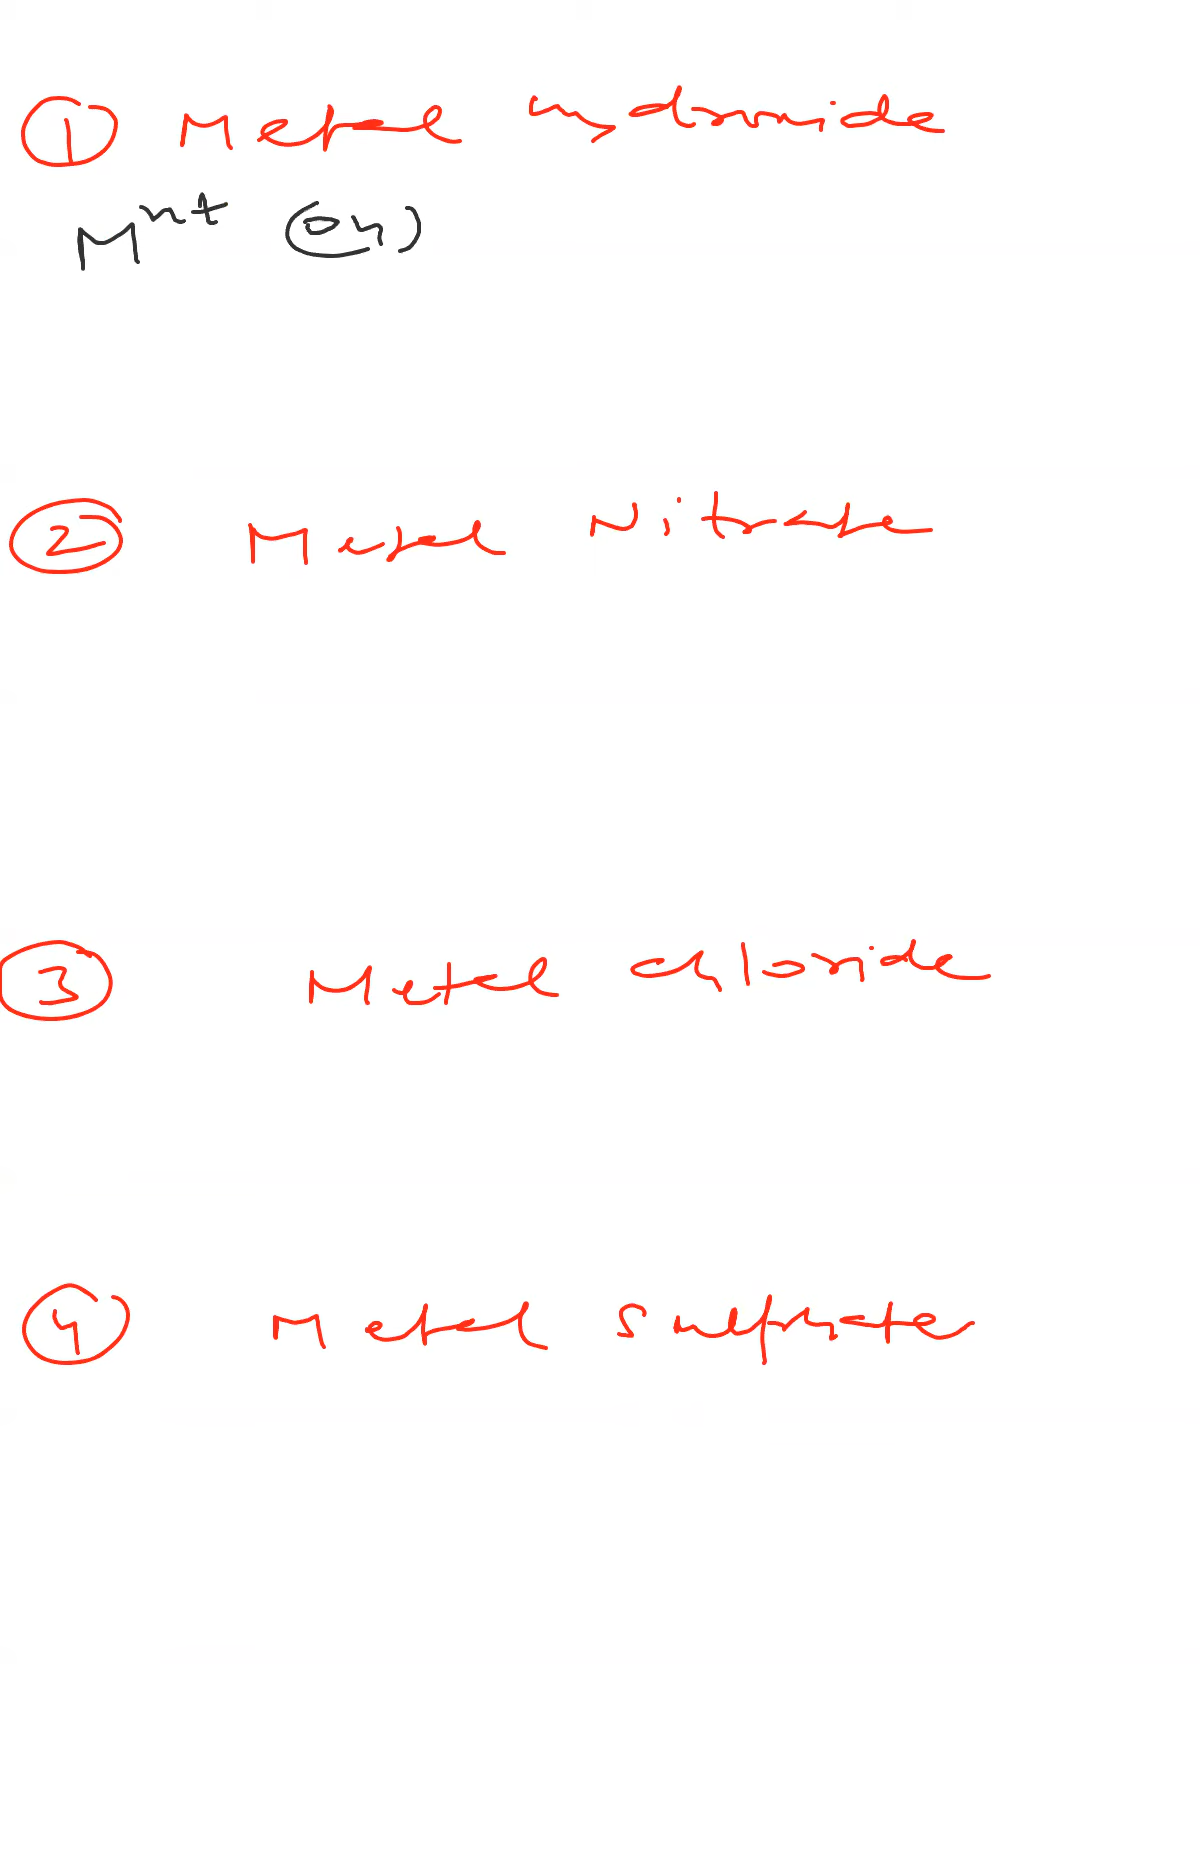 ① Metal hydroxide
Mⁿ⁺ (OH)
② Metal Nitrate
③ Metal chloride
④ Metal Sulphate